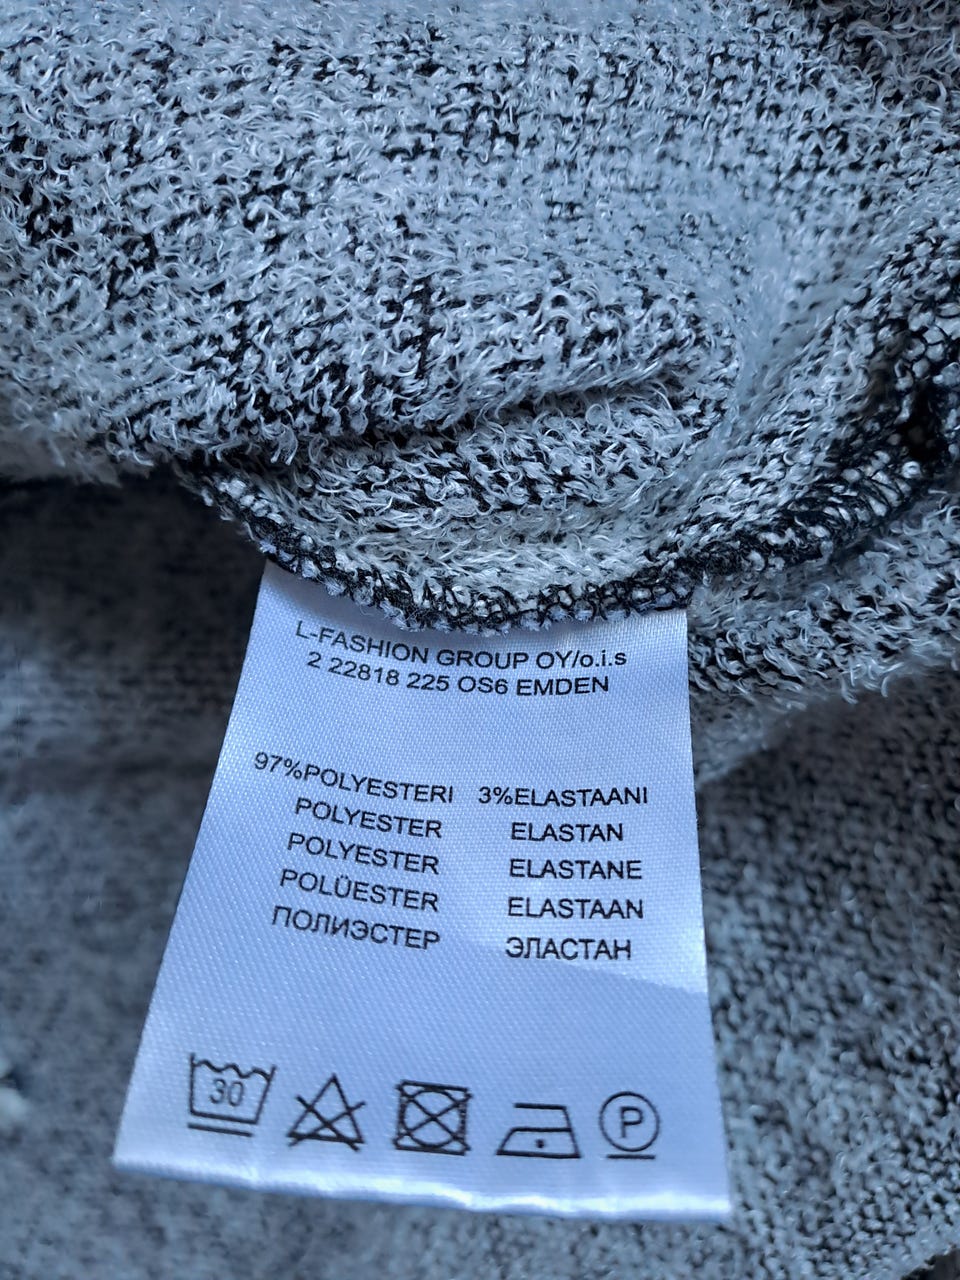 L-FASHION GROUP OY/o.i.s
2 22818 225 OS6 EMDEN
97%POLYESTERI 3%ELASTAANI
POLYESTER ELASTAN
POLYESTER ELASTANE
POLÜESTER ELASTAAN
ПОЛИЭСТЕР ЭЛАСТАН
30 P